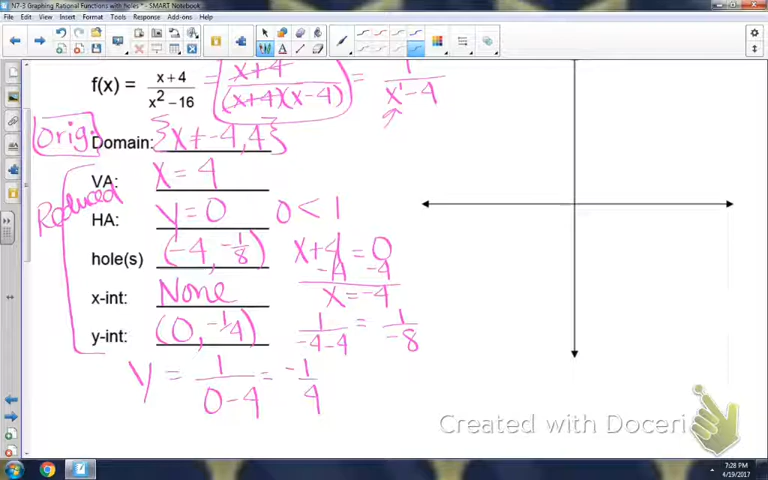 N7-3 Graphing Rational Functions with holes * - SMART Notebook
File Edit View Insert Format Tools Response Add-ons Help
f(x) = x+4 / x² - 16 = x+4 / (x+4)(x-4) = 1 / x¹-4
Orig. Domain: {x ≠ -4, 4}
Reduced
VA: x = 4
HA: y = 0 0 < 1
hole(s) (-4, -1/8) x+4 = 0
-4 -4
x-int: None x = -4
y-int: (0, -1/4) 1/-4-4 = 1/-8
y = 1/0-4 = -1/4
Created with Doceri
7:28 PM
4/19/2017